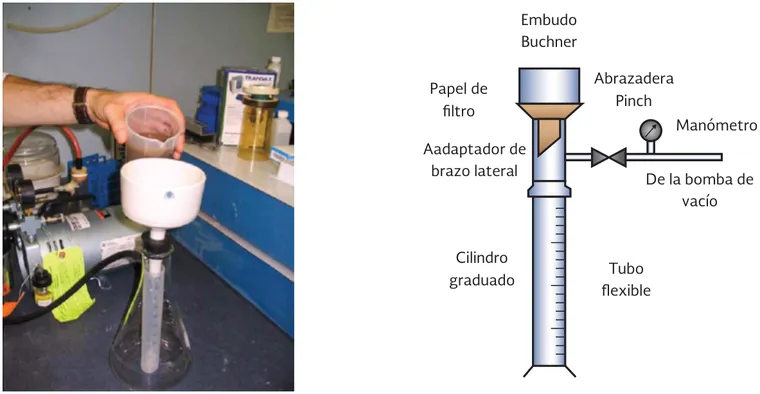 Embudo
Buchner
Papel de
filtro
Abrazadera
Pinch
Manómetro
Aadaptador de
brazo lateral
De la bomba de
vacío
Cilindro
graduado
Tubo
flexible